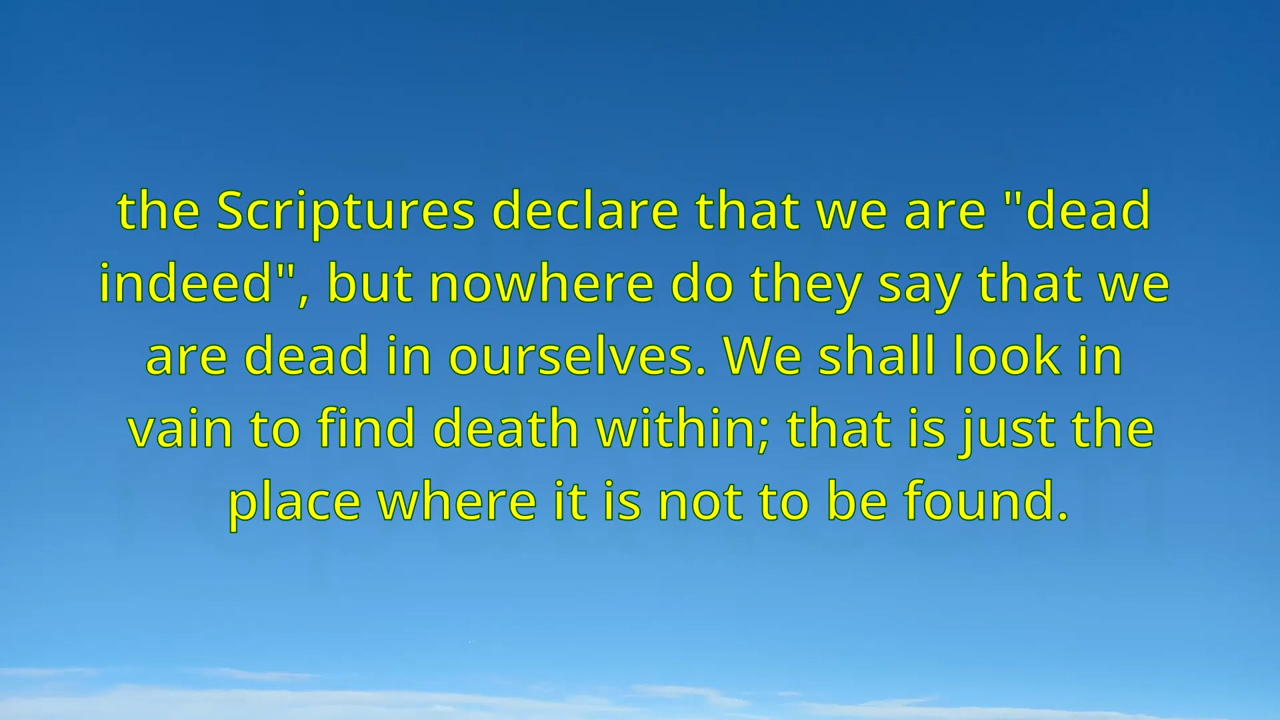 the Scriptures declare that we are "dead
indeed", but nowhere do they say that we
are dead in ourselves. We shall look in
vain to find death within; that is just the
place where it is not to be found.